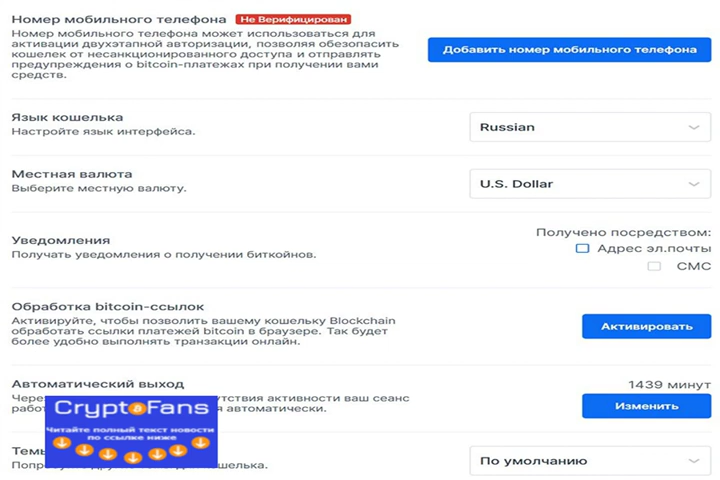 Номер мобильного телефона Не Верифицирован
Номер мобильного телефона может использоваться для
активации двухэтапной авторизации, позволяя обезопасить
кошелек от несанкционированного доступа и отправлять
предупреждения о bitcoin-платежах при получении вами
средств.
Добавить номер мобильного телефона
Язык кошелька
Настройте язык интерфейса.
Russian
Местная валюта
Выберите местную валюту.
U.S. Dollar
Уведомления
Получать уведомления о получении биткойнов.
Получено посредством:
Адрес эл.почты
СМС
Обработка bitcoin-ссылок
Активируйте, чтобы позволить вашему кошельку Blockchain
обработать ссылки платежей bitcoin в браузере. Так будет
более удобно выполнять транзакции онлайн.
Активировать
Автоматический выход
активности ваш сеанс
автоматически.
1439 минут
Изменить
CryptoFans
Читайте полный текст новости
по ссылке ниже
По умолчанию